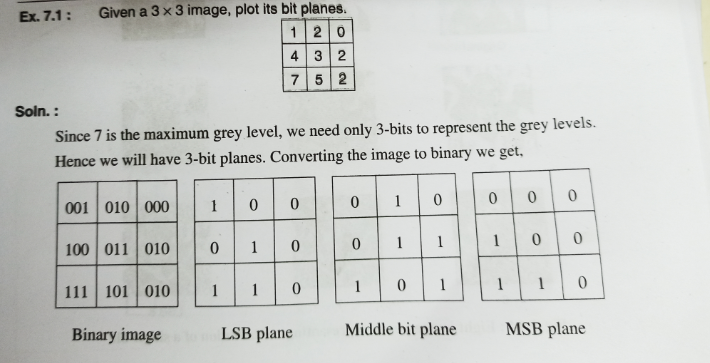 Ex. 7.1 : Given a 3 × 3 image, plot its bit planes.
1 2 0
4 3 2
7 5 2
Soln. :
Since 7 is the maximum grey level, we need only 3-bits to represent the grey levels.
Hence we will have 3-bit planes. Converting the image to binary we get,
001 010 000 1 0 0 0 1 0 0 0 0
100 011 010 0 1 0 0 1 1 1 0 0
111 101 010 1 1 0 1 0 1 1 1 0
Binary image LSB plane Middle bit plane MSB plane